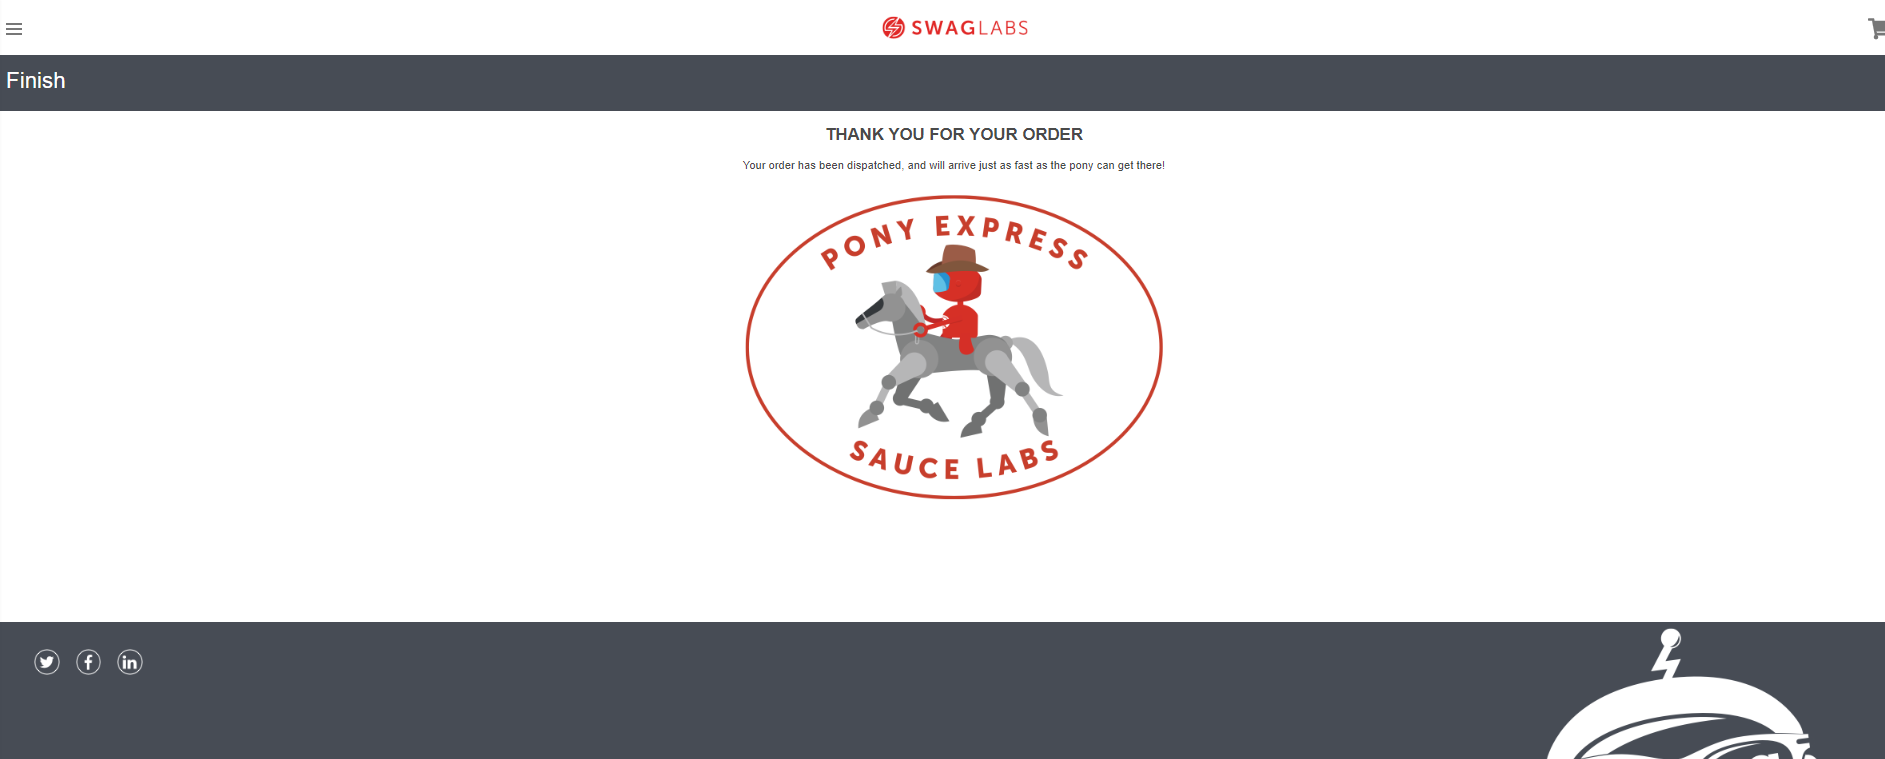 SWAGLABS
Finish
THANK YOU FOR YOUR ORDER
Your order has been dispatched, and will arrive just as fast as the pony can get there!
PONY EXPRESS
SAUCE LABS